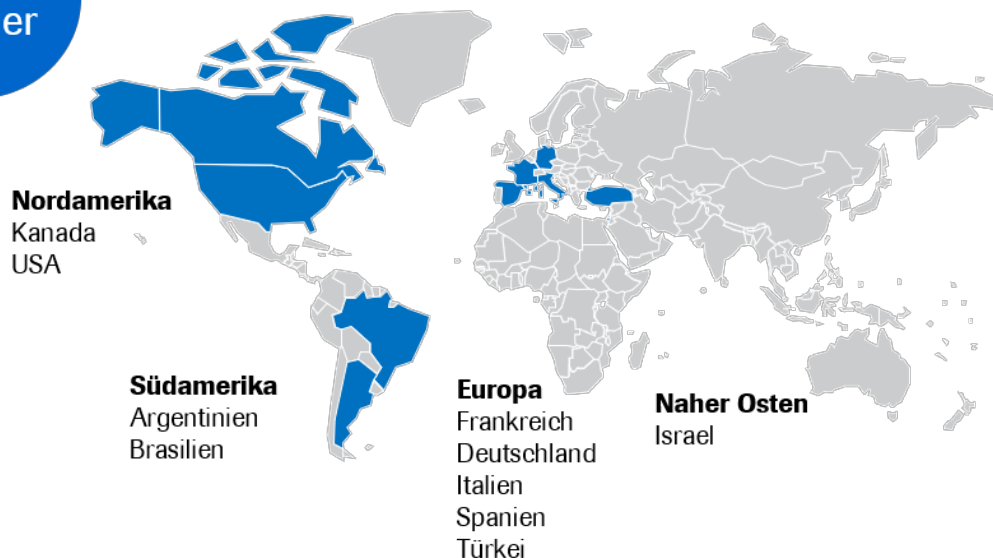 er
Nordamerika
Kanada
USA
Südamerika
Argentinien
Brasilien
Europa
Frankreich
Deutschland
Italien
Spanien
Türkei
Naher Osten
Israel